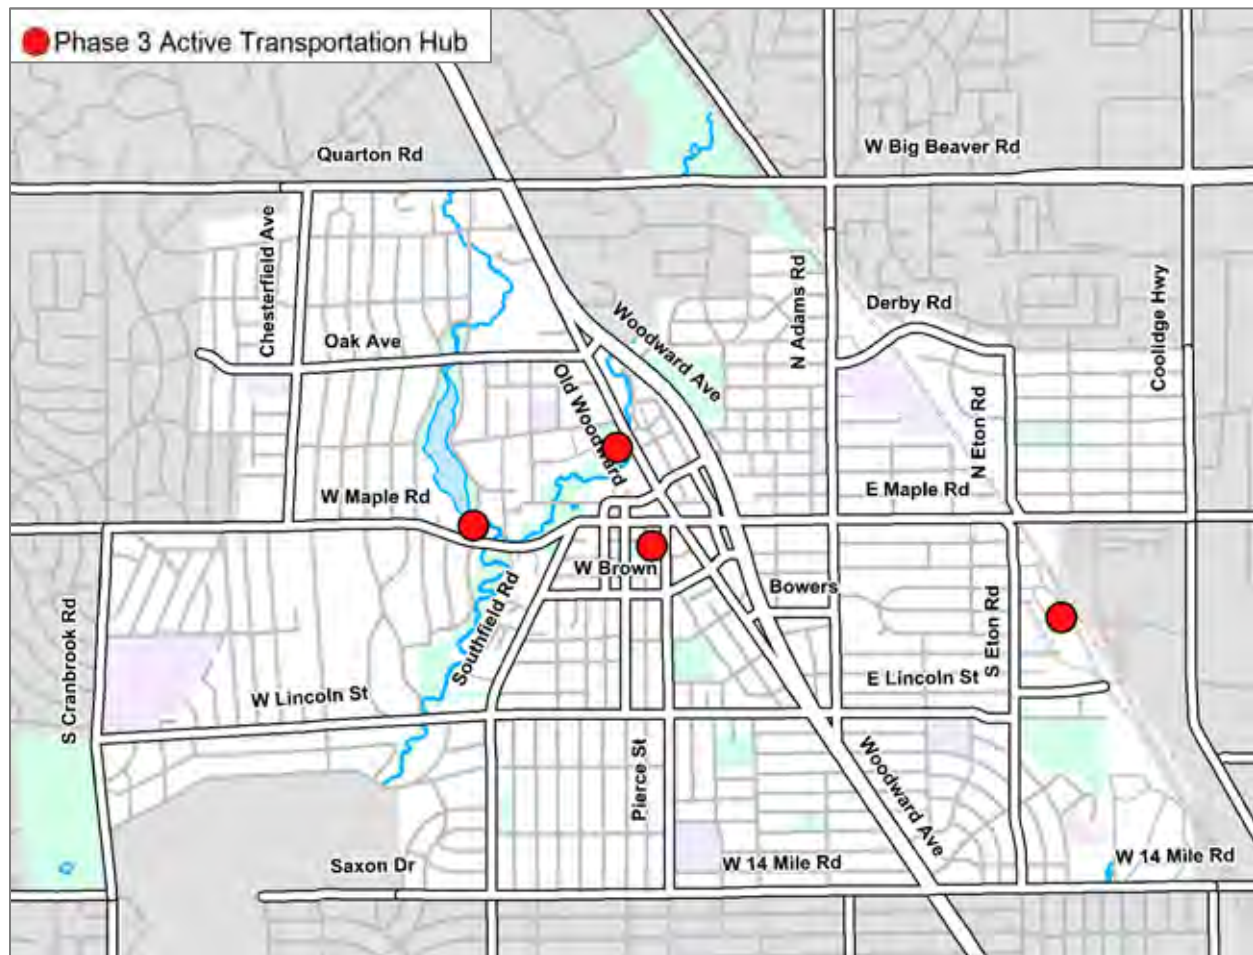 Phase 3 Active Transportation Hub
Quarton Rd
W Big Beaver Rd
Chesterfield Ave
N Adams Rd
Coolidge Hwy
Derby Rd
Woodward Ave
Oak Ave
Old Woodward
N Eton Rd
W Maple Rd
E Maple Rd
W Brown
Bowers
S Cranbrook Rd
Southfield Rd
S Eton Rd
W Lincoln St
E Lincoln St
Pierce St
Woodward Ave
Saxon Dr
W 14 Mile Rd
W 14 Mile Rd